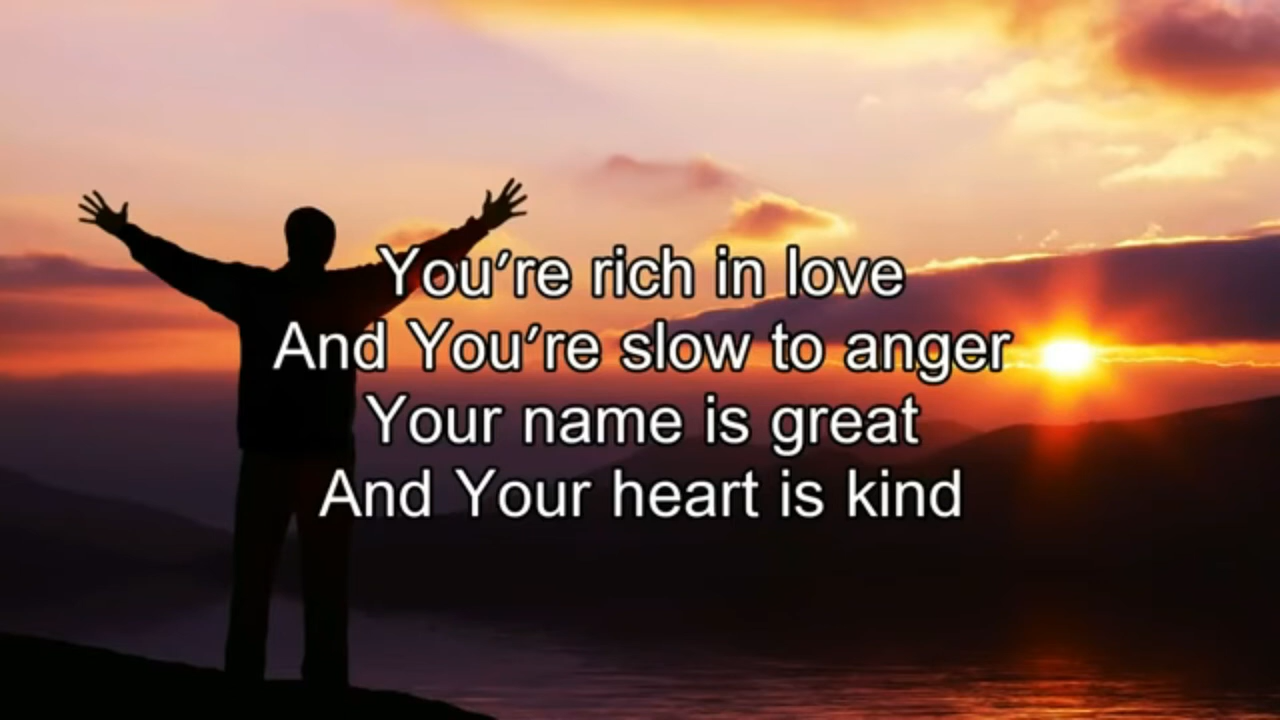 You’re rich in love
And You’re slow to anger
Your name is great
And Your heart is kind